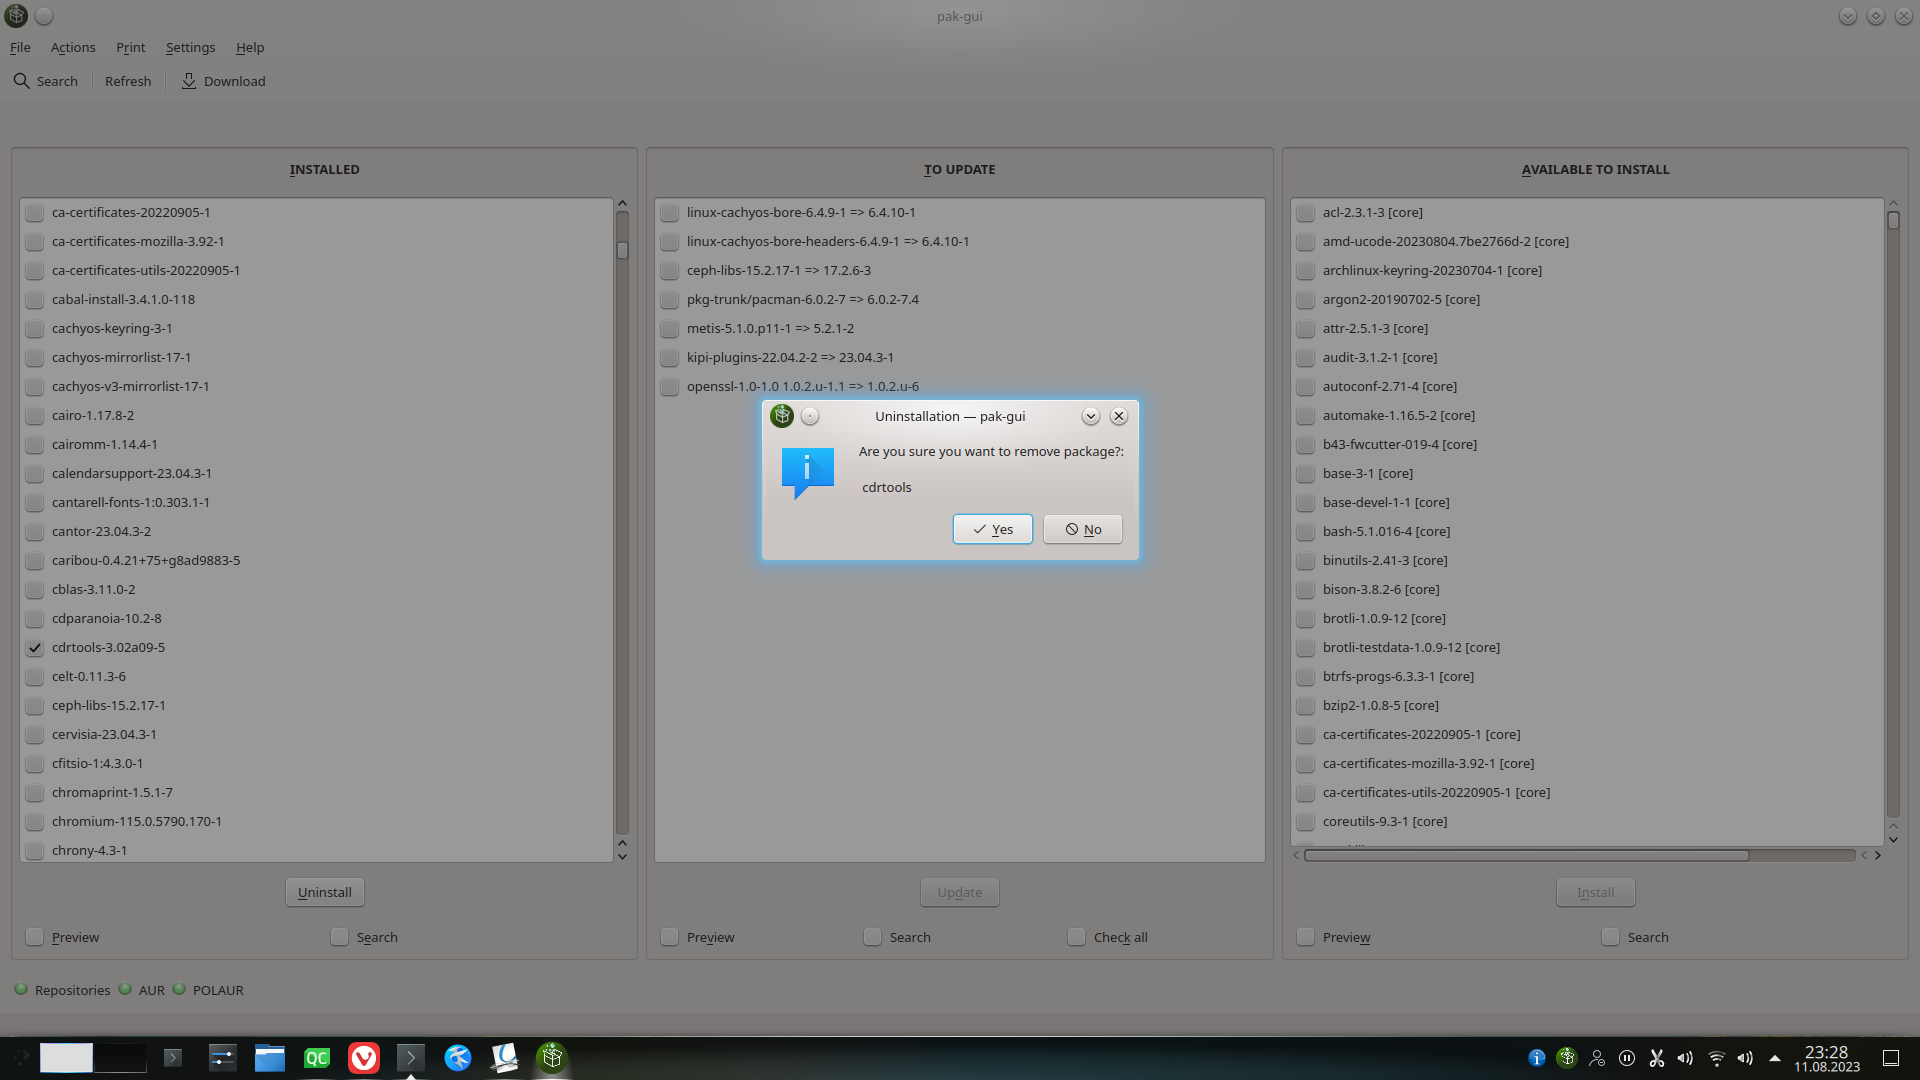 pak-gui
File Actions Print Settings Help
Search Refresh Download
INSTALLED
ca-certificates-20220905-1
ca-certificates-mozilla-3.92-1
ca-certificates-utils-20220905-1
cabal-install-3.4.1.0-118
cachyos-keyring-3-1
cachyos-mirrorlist-17-1
cachyos-v3-mirrorlist-17-1
cairo-1.17.8-2
cairomm-1.14.4-1
calendarsupport-23.04.3-1
cantarell-fonts-1:0.303.1-1
cantor-23.04.3-2
caribou-0.4.21+75+g8ad9883-5
cblas-3.11.0-2
cdparanoia-10.2-8
cdrtools-3.02a09-5
celt-0.11.3-6
ceph-libs-15.2.17-1
cervisia-23.04.3-1
cfitsio-1:4.3.0-1
chromaprint-1.5.1-7
chromium-115.0.5790.170-1
chrony-4.3-1
Uninstall
Preview Search
TO UPDATE
linux-cachyos-bore-6.4.9-1 => 6.4.10-1
linux-cachyos-bore-headers-6.4.9-1 => 6.4.10-1
ceph-libs-15.2.17-1 => 17.2.6-3
pkg-trunk/pacman-6.0.2-7 => 6.0.2-7.4
metis-5.1.0.p11-1 => 5.2.1-2
kipi-plugins-22.04.2-2 => 23.04.3-1
openssl-1.0-1.0 1.0.2.u-1.1 => 1.0.2.u-6
Uninstallation — pak-gui
Are you sure you want to remove package?:
cdrtools
Yes No
Update
Preview Search Check all
AVAILABLE TO INSTALL
acl-2.3.1-3 [core]
amd-ucode-20230804.7be2766d-2 [core]
archlinux-keyring-20230704-1 [core]
argon2-20190702-5 [core]
attr-2.5.1-3 [core]
audit-3.1.2-1 [core]
autoconf-2.71-4 [core]
automake-1.16.5-2 [core]
b43-fwcutter-019-4 [core]
base-3-1 [core]
base-devel-1-1 [core]
bash-5.1.016-4 [core]
binutils-2.41-3 [core]
bison-3.8.2-6 [core]
brotli-1.0.9-12 [core]
brotli-testdata-1.0.9-12 [core]
btrfs-progs-6.3.3-1 [core]
bzip2-1.0.8-5 [core]
ca-certificates-20220905-1 [core]
ca-certificates-mozilla-3.92-1 [core]
ca-certificates-utils-20220905-1 [core]
coreutils-9.3-1 [core]
Install
Preview Search
Repositories AUR POLAUR
QC
23:28
11.08.2023